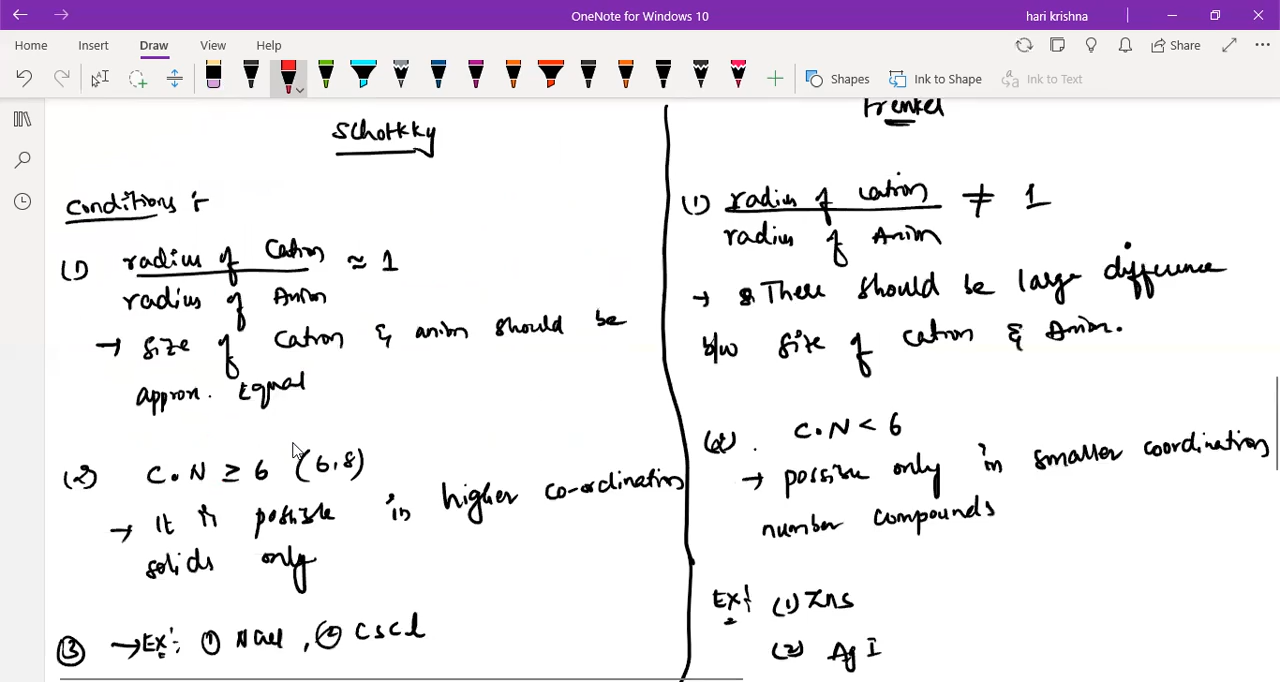 OneNote for Windows 10
hari krishna
Home Insert Draw View Help
Share
Shapes Ink to Shape Ink to Text
Schottky
Conditions :-
(1) radius of Cation ≈ 1
radius of Anion
→ size of Cation & anion should be
approx. Equal
(2) C.N ≥ 6 (6,8)
→ It is possible in higher co-ordination
solids only
③ → Ex:- ① NaCl , ② CsCl
Frenkel
(1) radius of Cation ≠ 1
radius of Anion
→ There should be large difference
b/w size of cation & Anion.
(2) . C.N < 6
→ possible only in smaller coordination
number compounds
Ex:- (1) ZnS
(2) AgI